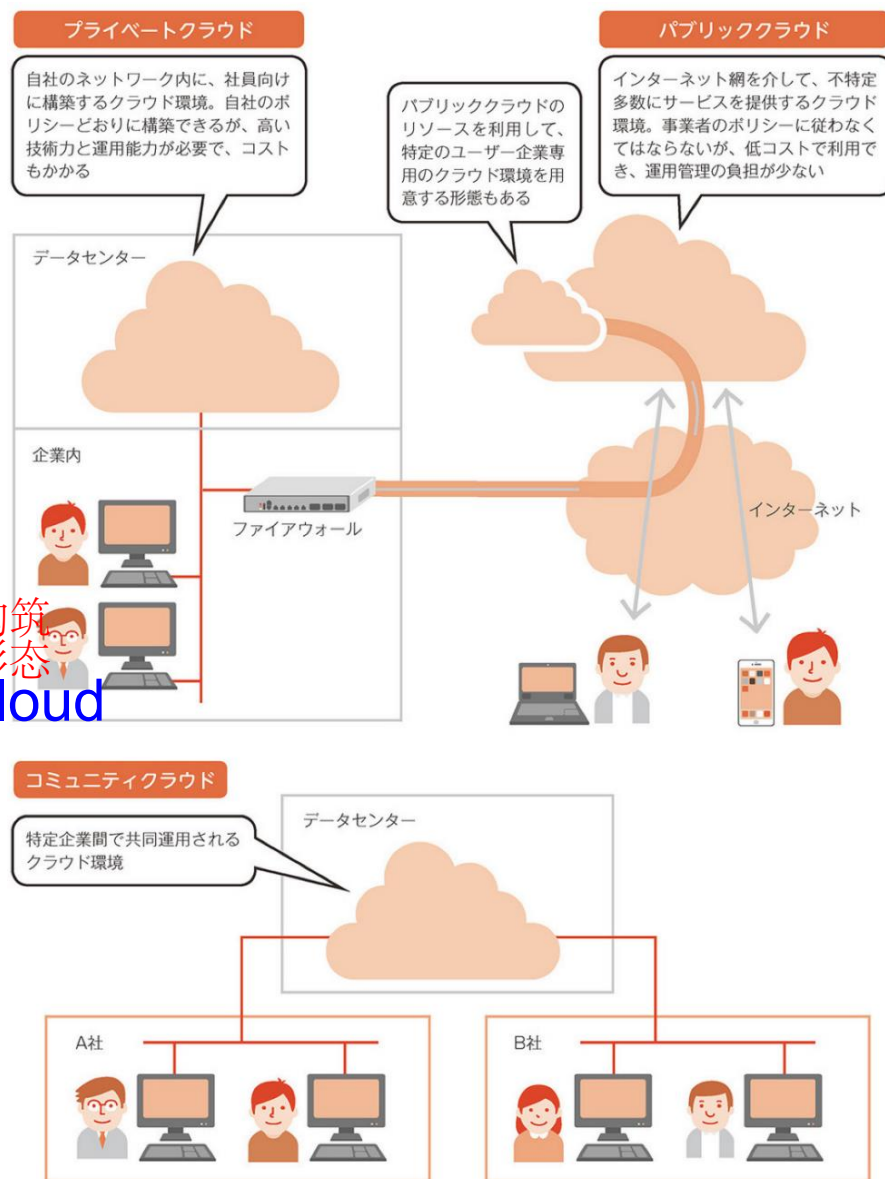 プライベートクラウド
自社のネットワーク内に、社員向け
に構築するクラウド環境。自社のポ
リシーどおりに構築できるが、高い
技術力と運用能力が必要で、コスト
もかかる
パブリッククラウドの
リソースを利用して、
特定のユーザー企業専
用のクラウド環境を用
意する形態もある
パブリッククラウド
インターネット網を介して、不特定
多数にサービスを提供するクラウド
環境。事業者のポリシーに従わなく
てはならないが、低コストで利用で
き、運用管理の負担が少ない
データセンター
企業内
ファイアウォール
インターネット
筑
态
loud
コミュニティクラウド
特定企業間で共同運用される
クラウド環境
データセンター
A社
B社